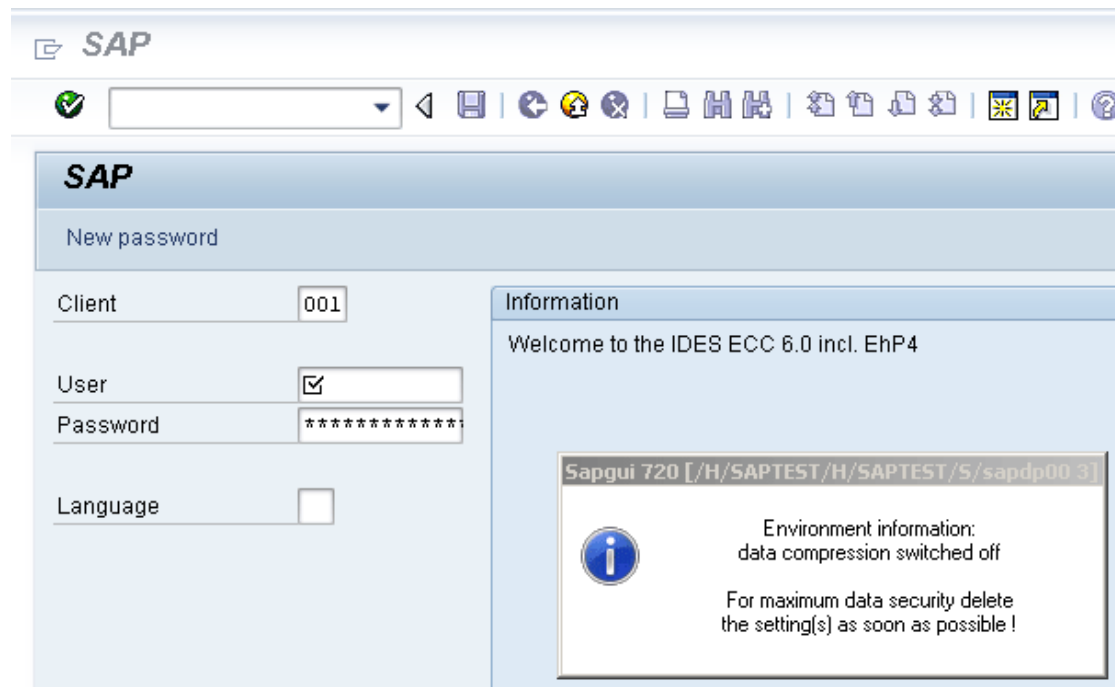 SAP
SAP
New password
Client 001
Information
Welcome to the IDES ECC 6.0 incl. EhP4
User
Password *************
Sapgui 720 [/H/SAPTEST/H/SAPTEST/S/sapdp00 3]
Environment information:
data compression switched off
Language
For maximum data security delete
the setting(s) as soon as possible !